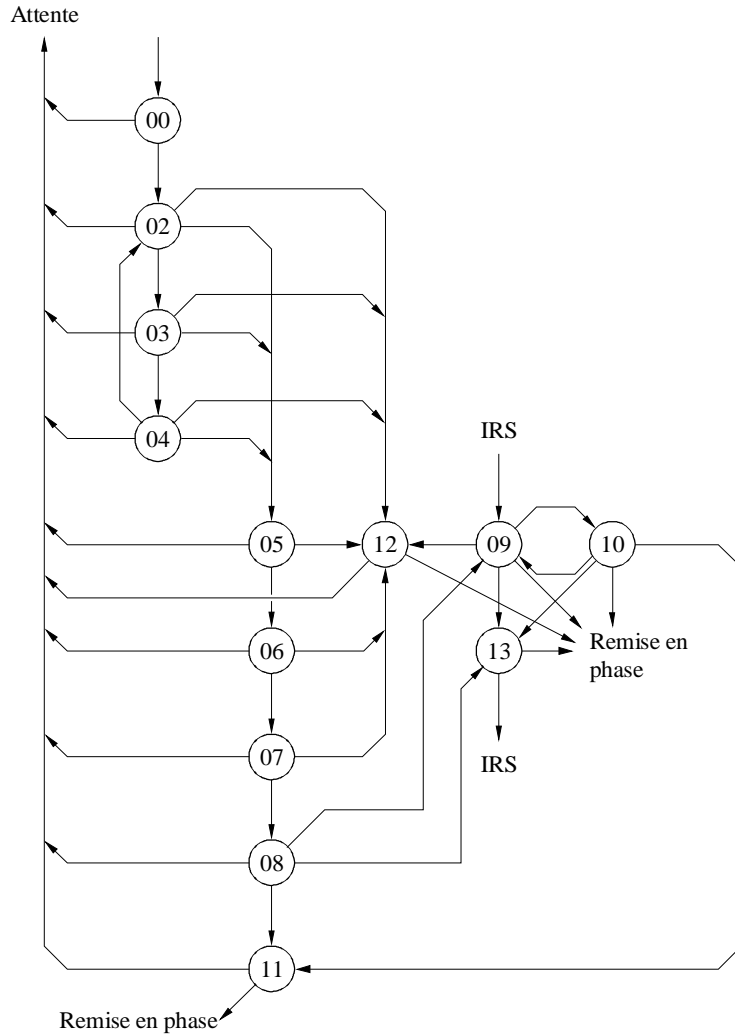 Attente
00
02
03
04
IRS
05
12
09
10
06
13
Remise en
phase
07
IRS
08
11
Remise en phase